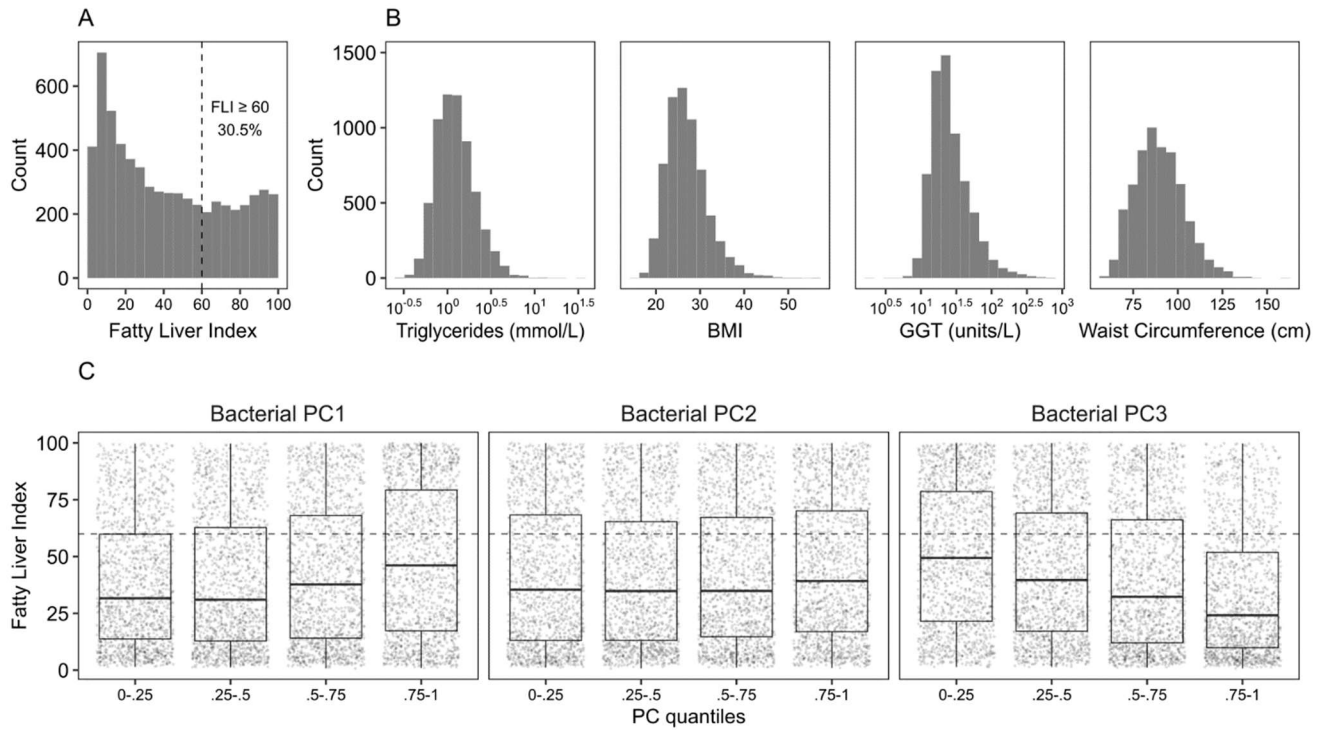 A
B
Count
600
400
200
0
FLI ≥ 60
30.5%
0 20 40 60 80 100
Fatty Liver Index
Count
1500
1000
500
0
10^-0.5 10^0 10^0.5 10^1 10^1.5
Triglycerides (mmol/L)
20 30 40 50
BMI
10^0.5 10^1 10^1.5 10^2 10^2.5 10^3
GGT (units/L)
75 100 125 150
Waist Circumference (cm)
C
Bacterial PC1
Bacterial PC2
Bacterial PC3
Fatty Liver Index
100
75
50
25
0
0-.25 .25-.5 .5-.75 .75-1
0-.25 .25-.5 .5-.75 .75-1
0-.25 .25-.5 .5-.75 .75-1
PC quantiles